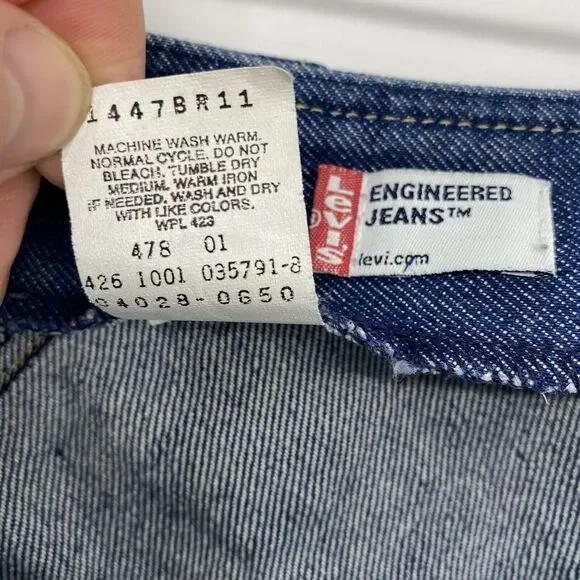 1447BR11
MACHINE WASH WARM.
NORMAL CYCLE. DO NOT
BLEACH. TUMBLE DRY
MEDIUM. WARM IRON
IF NEEDED. WASH AND DRY
WITH LIKE COLORS.
WPL 423
478 01
426 1001 035791-8
94028-0650
LEVI'S
®
ENGINEERED
JEANS™
levi.com